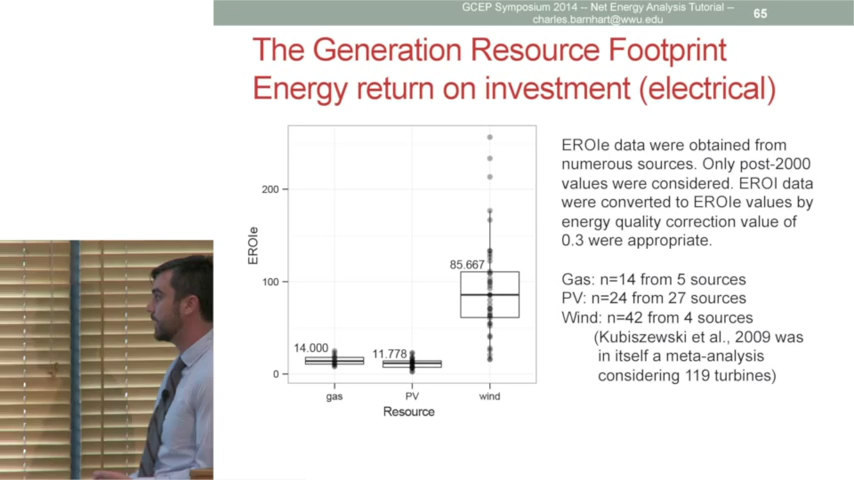 GCEP Symposium 2014 -- Net Energy Analysis Tutorial --
charles.barnhart@wwu.edu
65
The Generation Resource Footprint
Energy return on investment (electrical)
EROIe
200
100
0
14.000
11.778
85.667
gas
PV
wind
Resource
EROIe data were obtained from
numerous sources. Only post-2000
values were considered. EROI data
were converted to EROIe values by
energy quality correction value of
0.3 were appropriate.
Gas: n=14 from 5 sources
PV: n=24 from 27 sources
Wind: n=42 from 4 sources
(Kubiszewski et al., 2009 was
in itself a meta-analysis
considering 119 turbines)